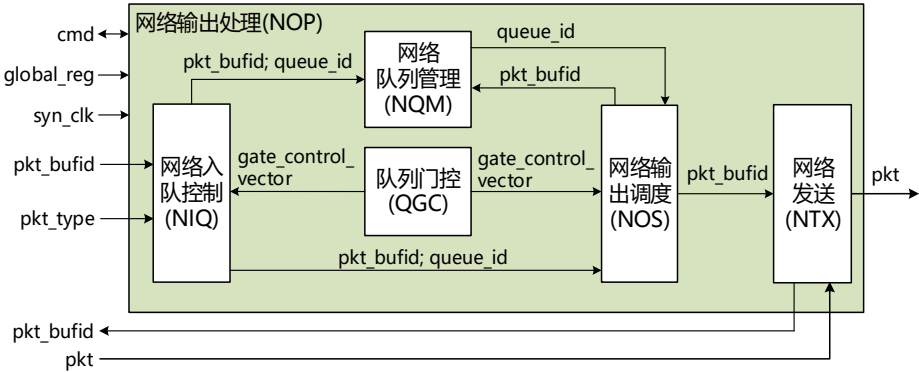 网络输出处理(NOP)
cmd
global_reg
syn_clk
pkt_bufid
pkt_type
pkt_bufid; queue_id
网络
队列管理
(NQM)
queue_id
pkt_bufid
网络入
队控制
(NIQ)
gate_control_
vector
队列门控
(QGC)
gate_control_
vector
网络输
出调度
(NOS)
pkt_bufid
网络
发送
(NTX)
pkt
pkt_bufid; queue_id
pkt_bufid
pkt